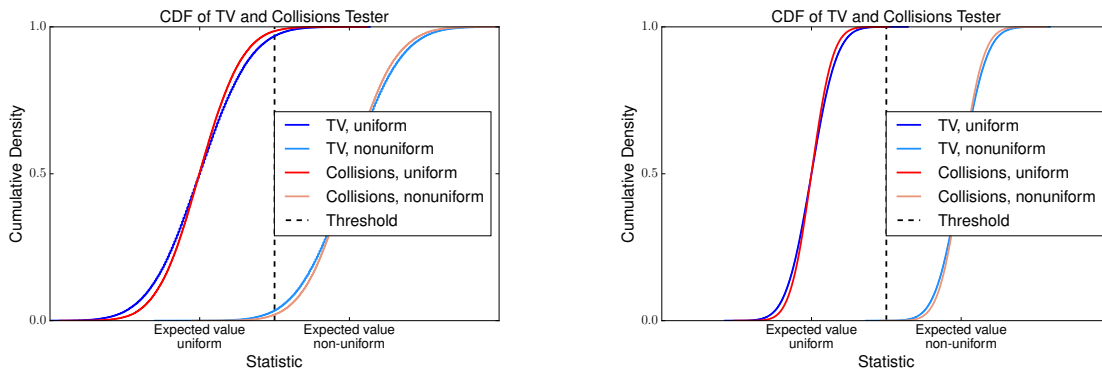 CDF of TV and Collisions Tester
1.0
0.5
0.0
Cumulative Density
TV, uniform
TV, nonuniform
Collisions, uniform
Collisions, nonuniform
Threshold
Expected value
uniform
Expected value
non-uniform
Statistic
CDF of TV and Collisions Tester
1.0
0.5
0.0
Cumulative Density
TV, uniform
TV, nonuniform
Collisions, uniform
Collisions, nonuniform
Threshold
Expected value
uniform
Expected value
non-uniform
Statistic